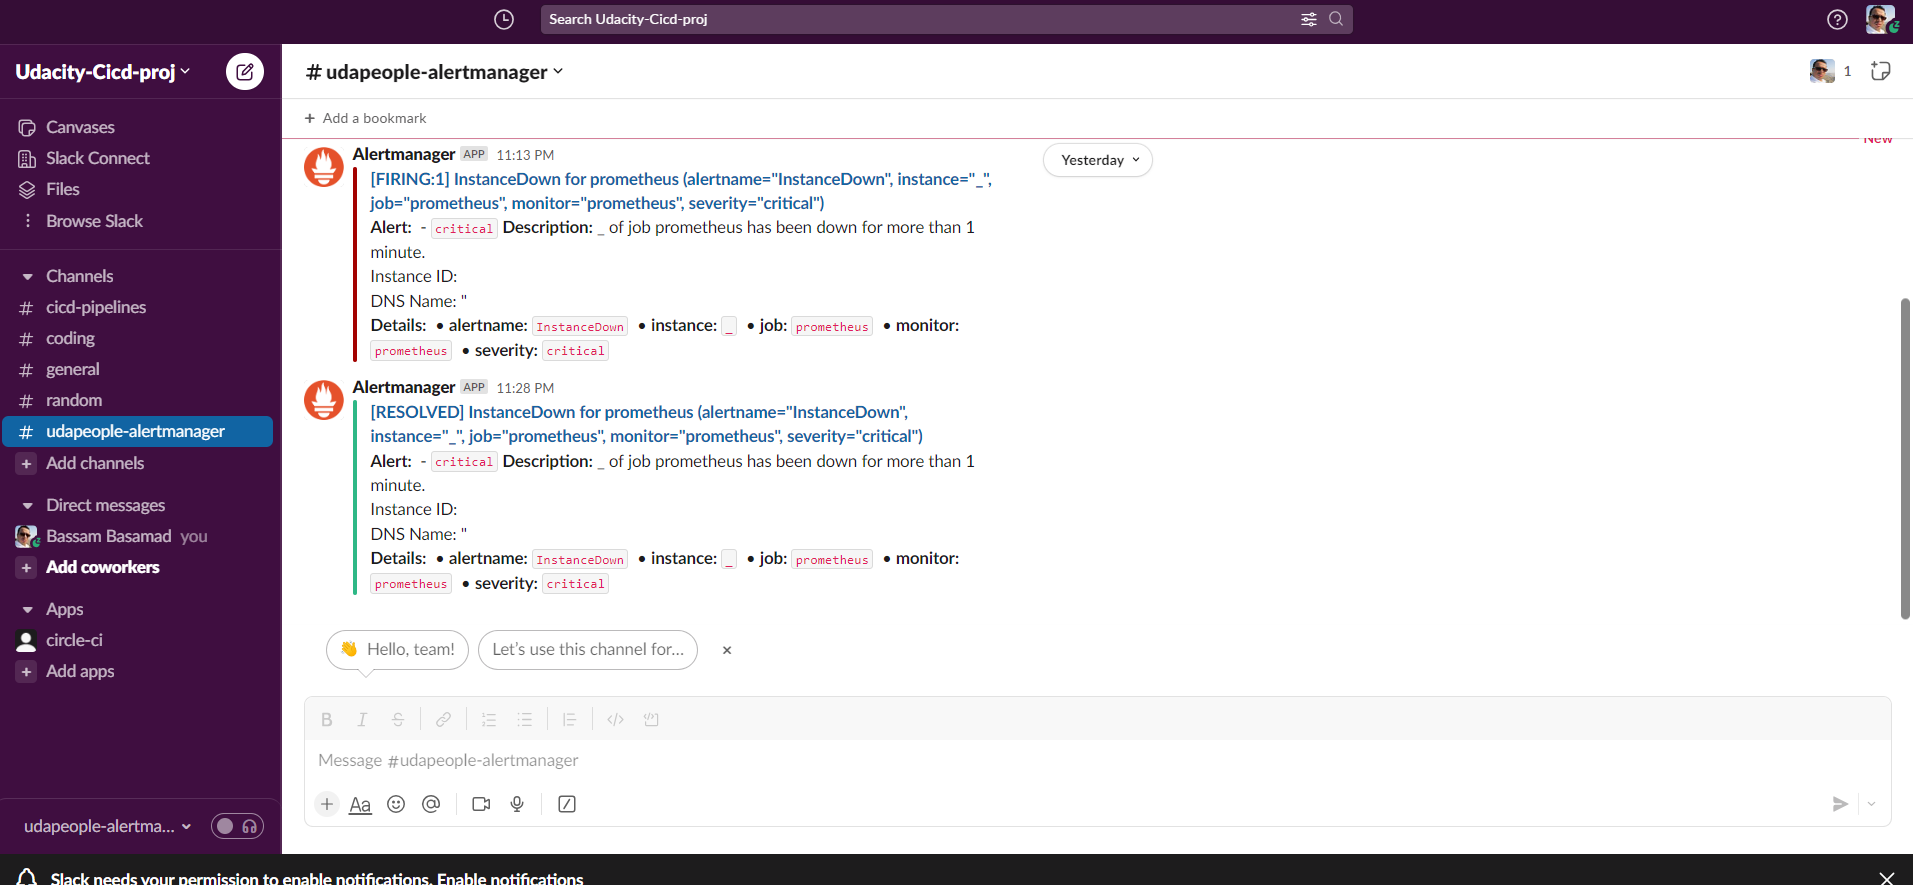 Search Udacity-Cicd-proj
Udacity-Cicd-proj
Canvases
Slack Connect
Files
Browse Slack
Channels
# cicd-pipelines
# coding
# general
# random
# udapeople-alertmanager
+ Add channels
Direct messages
Bassam Basamad you
+ Add coworkers
Apps
circle-ci
+ Add apps
udapeople-alertma...
# udapeople-alertmanager
1
+ Add a bookmark
New
Yesterday
Alertmanager APP 11:13 PM
[FIRING:1] InstanceDown for prometheus (alertname="InstanceDown", instance="_",
job="prometheus", monitor="prometheus", severity="critical")
Alert: - critical Description: _ of job prometheus has been down for more than 1
minute.
Instance ID:
DNS Name: "
Details: • alertname: InstanceDown • instance: _ • job: prometheus • monitor:
prometheus • severity: critical
Alertmanager APP 11:28 PM
[RESOLVED] InstanceDown for prometheus (alertname="InstanceDown",
instance="_", job="prometheus", monitor="prometheus", severity="critical")
Alert: - critical Description: _ of job prometheus has been down for more than 1
minute.
Instance ID:
DNS Name: "
Details: • alertname: InstanceDown • instance: _ • job: prometheus • monitor:
prometheus • severity: critical
👋 Hello, team!
Let's use this channel for...
B I S
Message #udapeople-alertmanager
+ Aa @
Slack needs your permission to enable notifications. Enable notifications